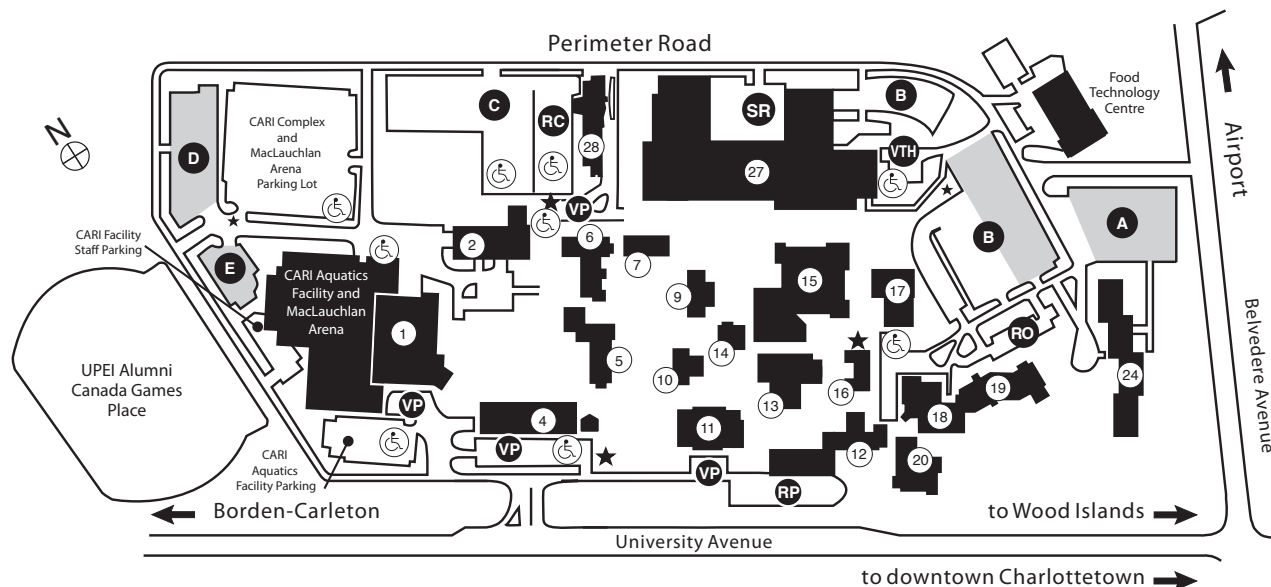 Perimeter Road
N
Food
Technology
Centre
Airport
Belvedere Avenue
CARI Complex
and
MacLauchlan
Arena
Parking Lot
D
C
RC
28
SR
27
B
VTH
B
A
CARI Facility
Staff Parking
E
CARI Aquatics
Facility and
MacLauchlan
Arena
1
2
VP
6
7
9
15
17
RO
14
5
10
13
16
19
24
UPEI Alumni
Canada Games
Place
VP
4
11
18
12
20
VP
VP
RP
CARI
Aquatics
Facility Parking
Borden-Carleton
to Wood Islands
University Avenue
to downtown Charlottetown